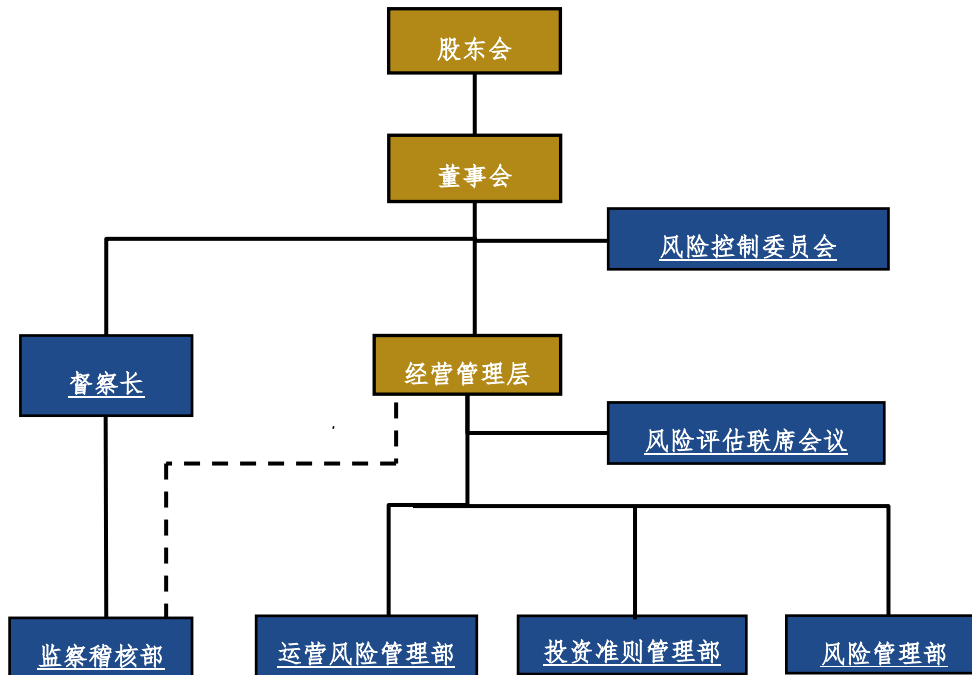 股东会
董事会
风险控制委员会
督察长
经营管理层
风险评估联席会议
监察稽核部
运营风险管理部
投资准则管理部
风险管理部